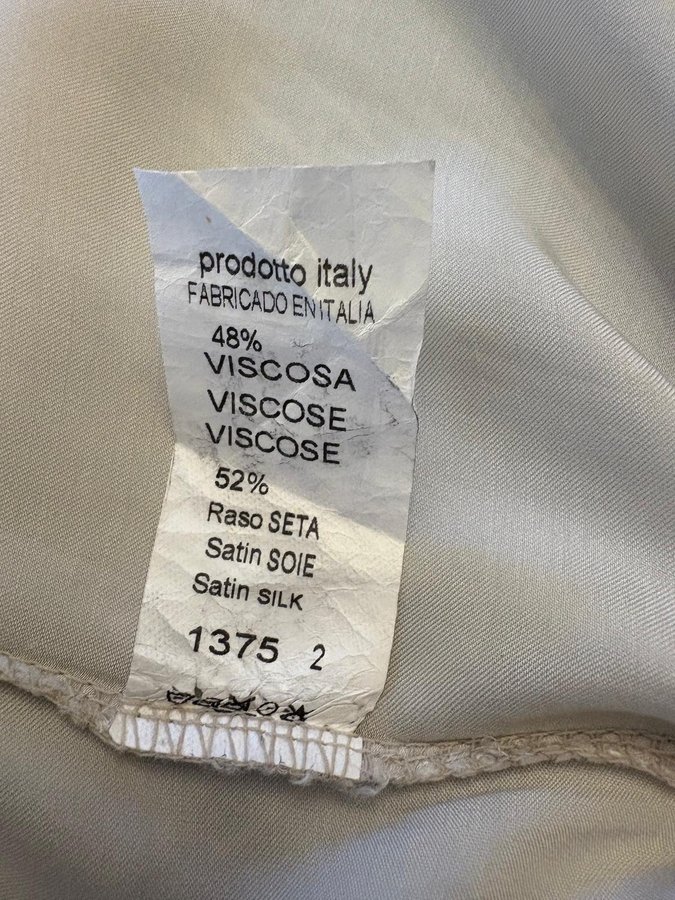 prodotto italy
FABRICADO EN ITALIA
48%
VISCOSA
VISCOSE
VISCOSE
52%
Raso SETA
Satin SOIE
Satin SILK
1375 2